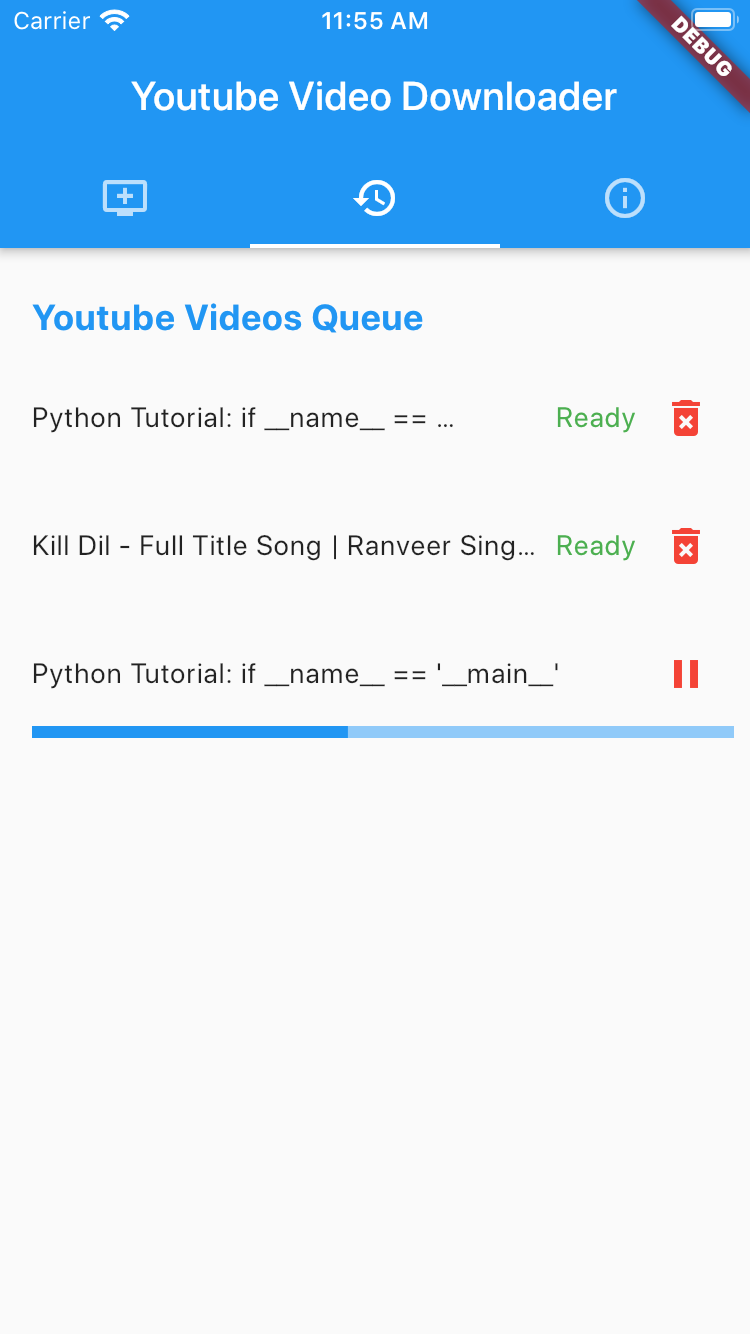 Carrier 11:55 AM
DEBUG
Youtube Video Downloader
Youtube Videos Queue
Python Tutorial: if __name__ == ... Ready
Kill Dil - Full Title Song | Ranveer Sing... Ready
Python Tutorial: if __name__ == '__main__'